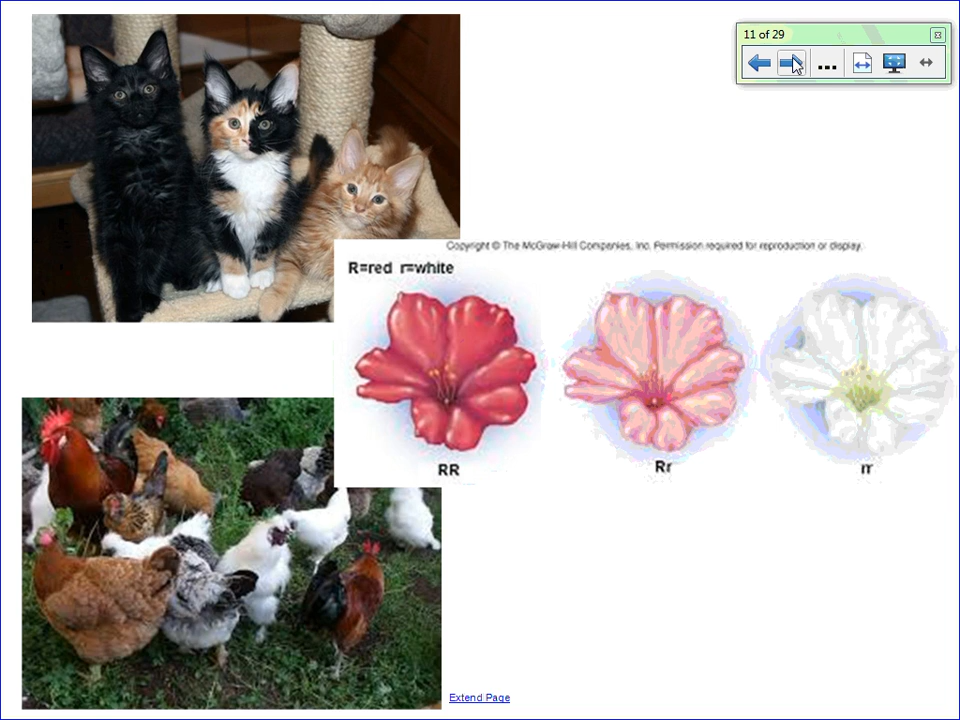 11 of 29
...
Copyright © The McGraw-Hill Companies, Inc. Permission required for reproduction or display.
R=red r=white
RR
Rr
rr
Extend Page